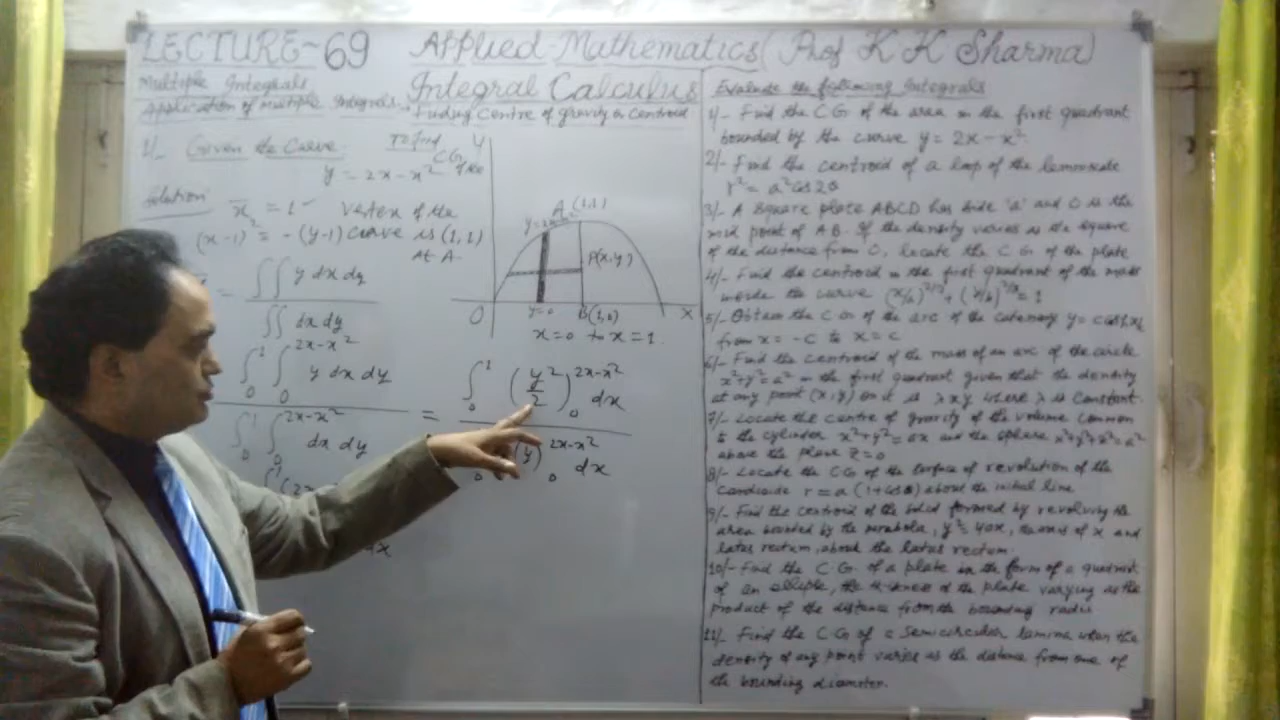 LECTURE-69 Applied Mathematics (Prof K K Sharma)
Multiple Integrals
Integral Calculus
Application of multiple Integrals. Finding centre of gravity or centroid
1/- Given the Curve To find
CG
y = 2x-x²
Solution x̄ = 1 vertex of the
(x-1)² = -(y-1) curve is (1,1)
At A.
∫∫ y dx dy
∫∫ dx dy
∫₀¹ ∫₀^(2x-x²) y dx dy
∫₀¹ ∫₀^(2x-x²) dx dy
= ∫₀¹ (y²/2)₀^(2x-x²) dx
(y)₀^(2x-x²) dx
dx
Y
A (1,1)
P(x,y)
O y=0 B(1,0) X
x=0 to x=1
Evaluate the following Integrals
1/- Find the C.G. of the area in the first quadrant
bounded by the curve y = 2x-x².
2/- Find the centroid of a loop of the lemniscate
r² = a² cos 2θ
3/- A square plate ABCD has side 'a' and O is the
mid point of AB. If the density varies as the square
of the distance from O, locate the C.G. of the plate
4/- Find the centroid in the first quadrant of the mass
inside the curve (x/a)^2/3 + (y/b)^2/3 = 1
5/- Obtain the C.G of the arc of the catenary y = c cosh x/c
from x = -c to x = c
6/- Find the centroid of the mass of an arc of the circle
x²+y²=a² in the first quadrant given that the density
at any point (x,y) on it is λxy where λ is constant.
7/- Locate the centre of gravity of the volume common
to the cylinder x²+y²=ax and the sphere x²+y²+z²=a²
above the plane z=0
8/- Locate the CG of the surface of revolution of the
cardioide r = a(1+cosθ) about the initial line
9/- Find the centroid of the solid formed by revolving the
area bounded by the parabola, y²=4ax, of x and
latus rectum, about the latus rectum.
10/- Find the C.G. of a plate in the form of a quadrant
of an ellipse, the of the plate varying as the
product of the distance from the bounding radii
11/- Find the C.G of a semicircular lamina when the
density at any point varies as the distance from one of
the bounding diameter.